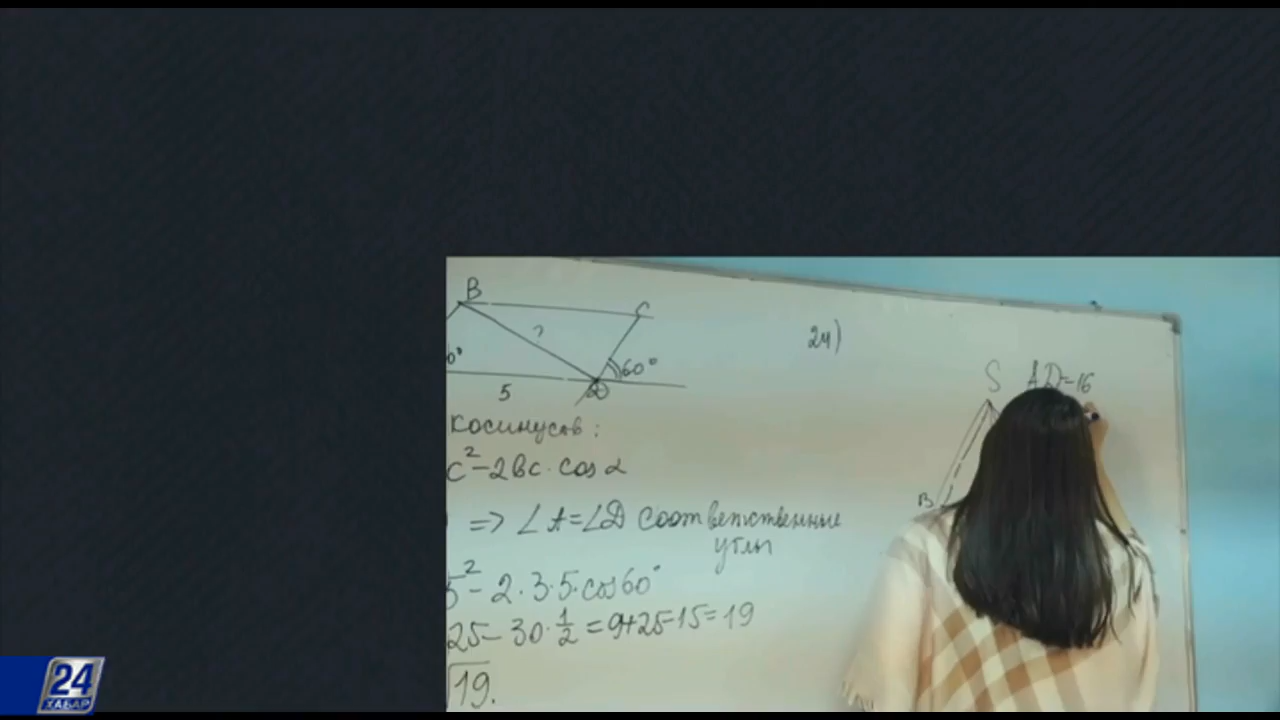 B
C
?
60°
5
D
косинусов:
c²-2bc·cos α
=> ∠A=∠D соответственные
углы
5²-2·3·5·cos60°
25-30·1/2=9+25-15=19
√19.
24)
S AD=16
B
24
ХАБАР